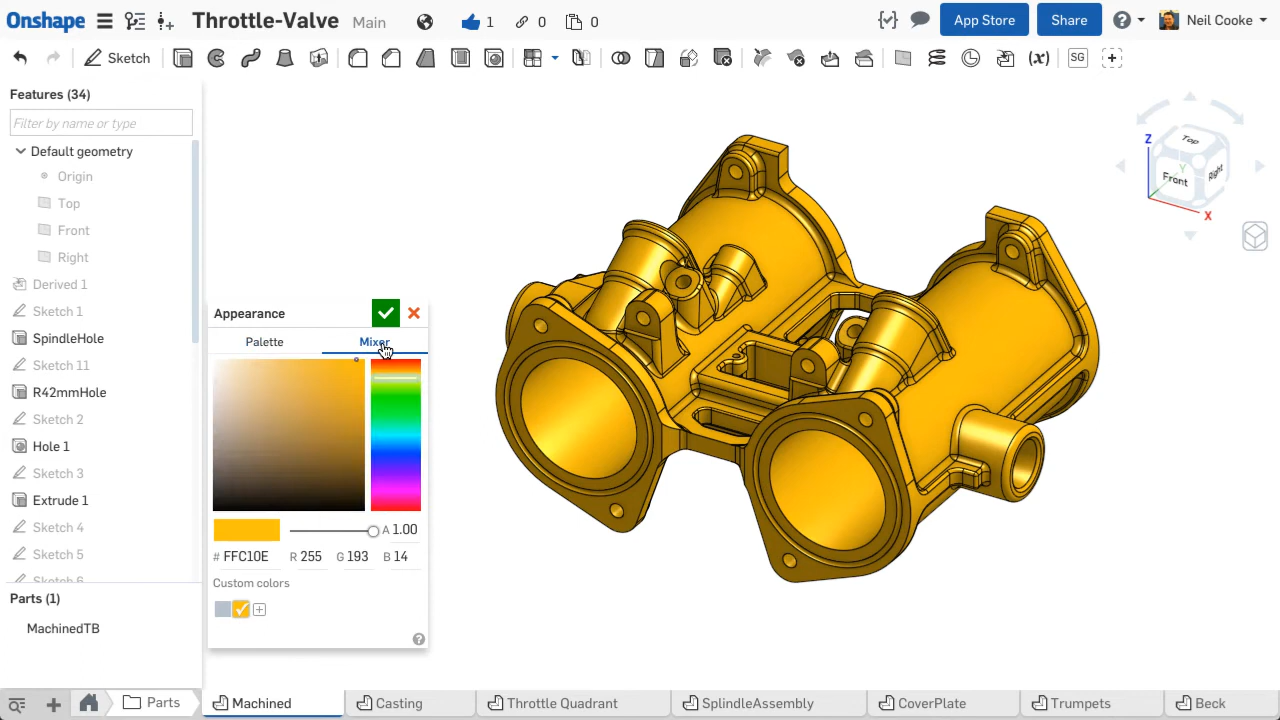 Onshape Throttle-Valve Main 1 0 0 App Store Share Neil Cooke
Sketch (x) SG
Features (34)
Filter by name or type
Default geometry
Origin
Top
Front
Right
Derived 1
Sketch 1
SpindleHole
Sketch 11
R42mmHole
Sketch 2
Hole 1
Sketch 3
Extrude 1
Sketch 4
Sketch 5
Sketch 6
Parts (1)
MachinedTB
Appearance
Palette Mixer
A 1.00
# FFC10E R 255 G 193 B 14
Custom colors
Z
Top
Y
Front
Right
X
Parts Machined Casting Throttle Quadrant SplindleAssembly CoverPlate Trumpets Beck